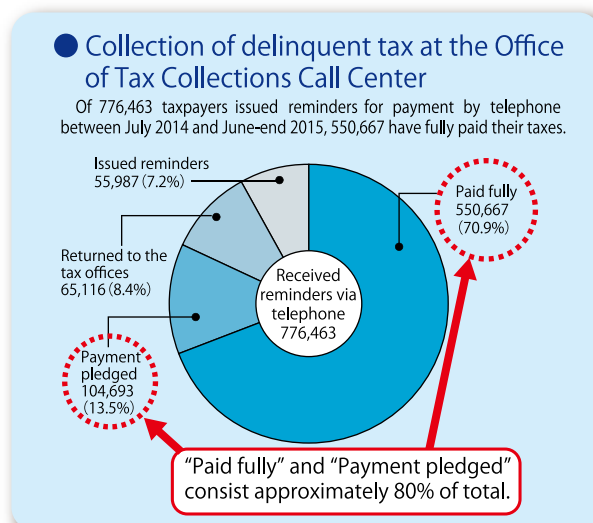 ● Collection of delinquent tax at the Office
of Tax Collections Call Center
Of 776,463 taxpayers issued reminders for payment by telephone
between July 2014 and June-end 2015, 550,667 have fully paid their taxes.
Issued reminders
55,987 (7.2%)
Paid fully
550,667
(70.9%)
Returned to the
tax offices
65,116 (8.4%)
Received
reminders via
telephone
776,463
Payment
pledged
104,693
(13.5%)
“Paid fully” and “Payment pledged”
consist approximately 80% of total.